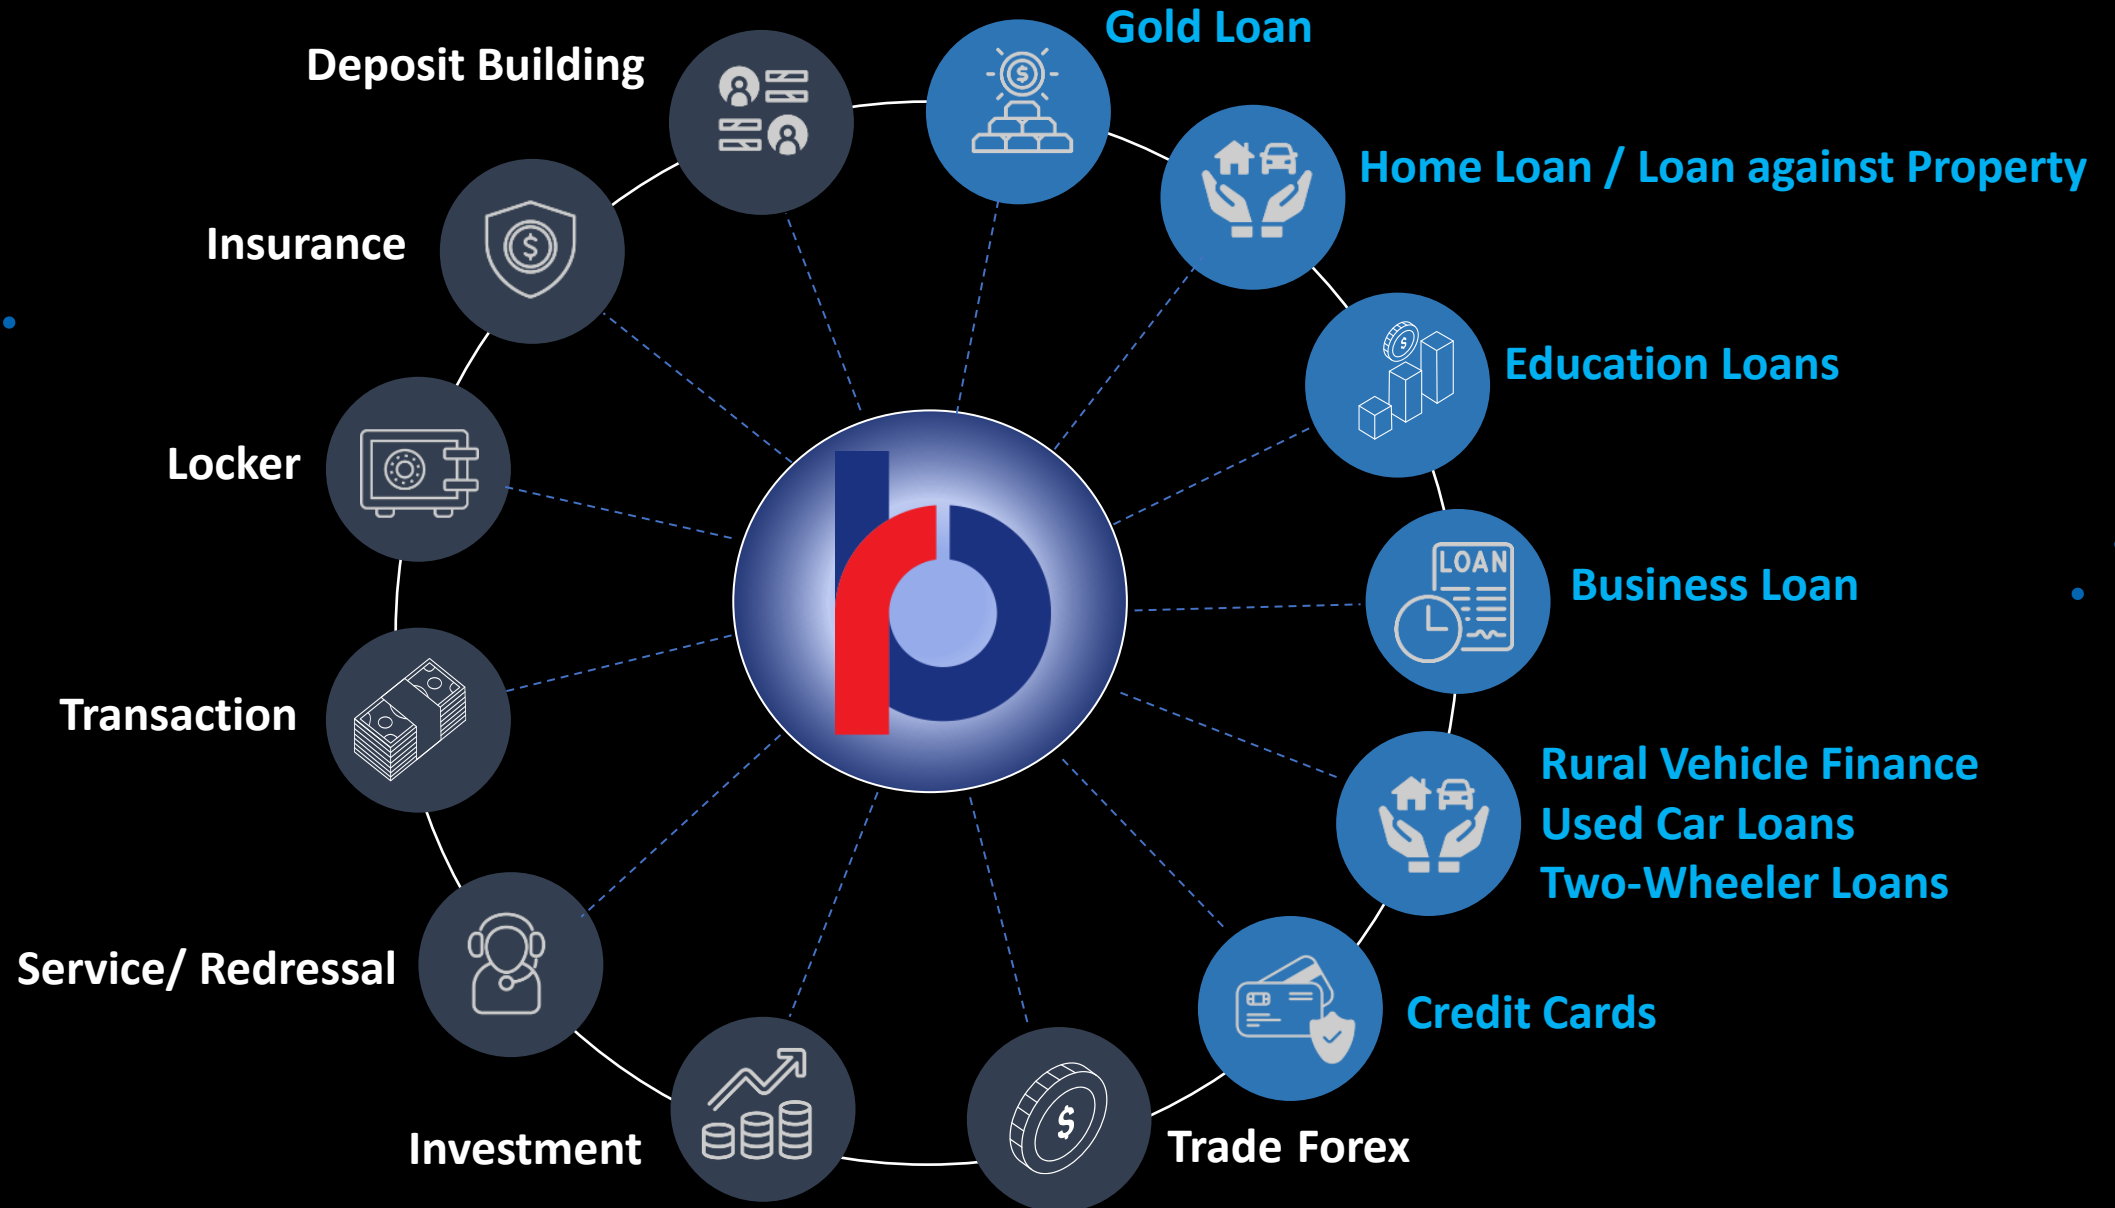 Gold Loan
Deposit Building
Home Loan / Loan against Property
Insurance
Education Loans
Locker
LOAN
Business Loan
Transaction
Rural Vehicle Finance
Used Car Loans
Two-Wheeler Loans
Service/ Redressal
Credit Cards
Investment
Trade Forex